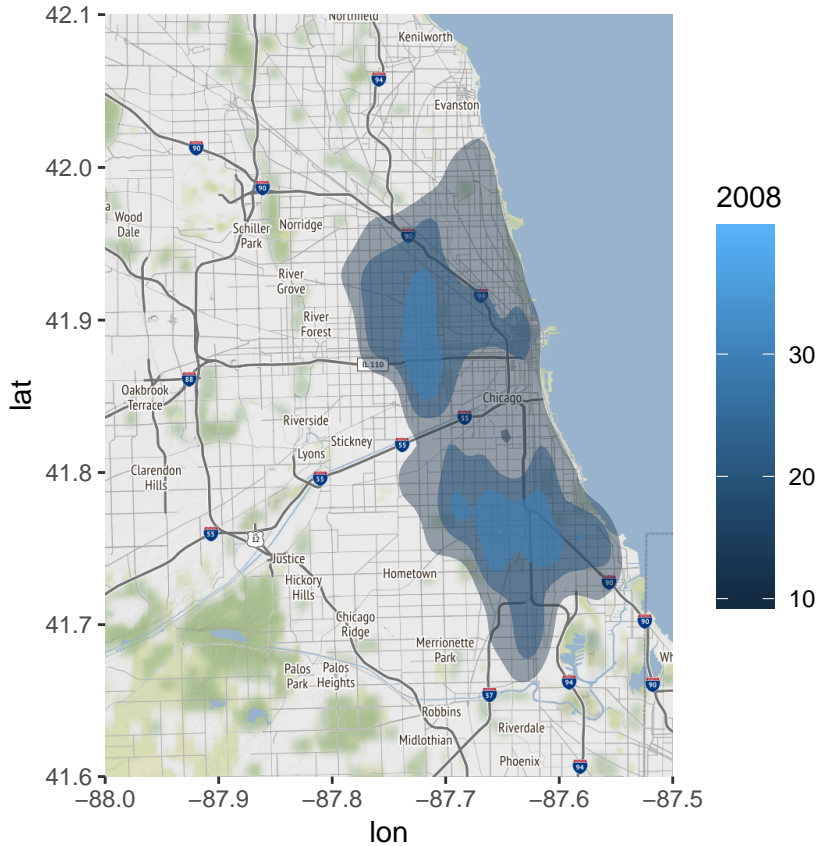 42.1
42.0
41.9
41.8
41.7
41.6
lat
−88.0
−87.9
−87.8
−87.7
−87.6
−87.5
lon
2008
30
20
10
Northfield
Kenilworth
94
Evanston
90
90
a
Wood
Dale
Schiller
Park
Norridge
90
River
Grove
94
River
Forest
IL 110
88
Oakbrook
Terrace
Chicago
Riverside
55
Stickney
55
Lyons
Clarendon
Hills
55
55
US
12
Justice
Hometown
Hickory
Hills
90
Chicago
Ridge
90
Merrionette
Park
Wh
Palos
Park
Palos
Heights
94
90
57
Robbins
Riverdale
Midlothian
Phoenix
94